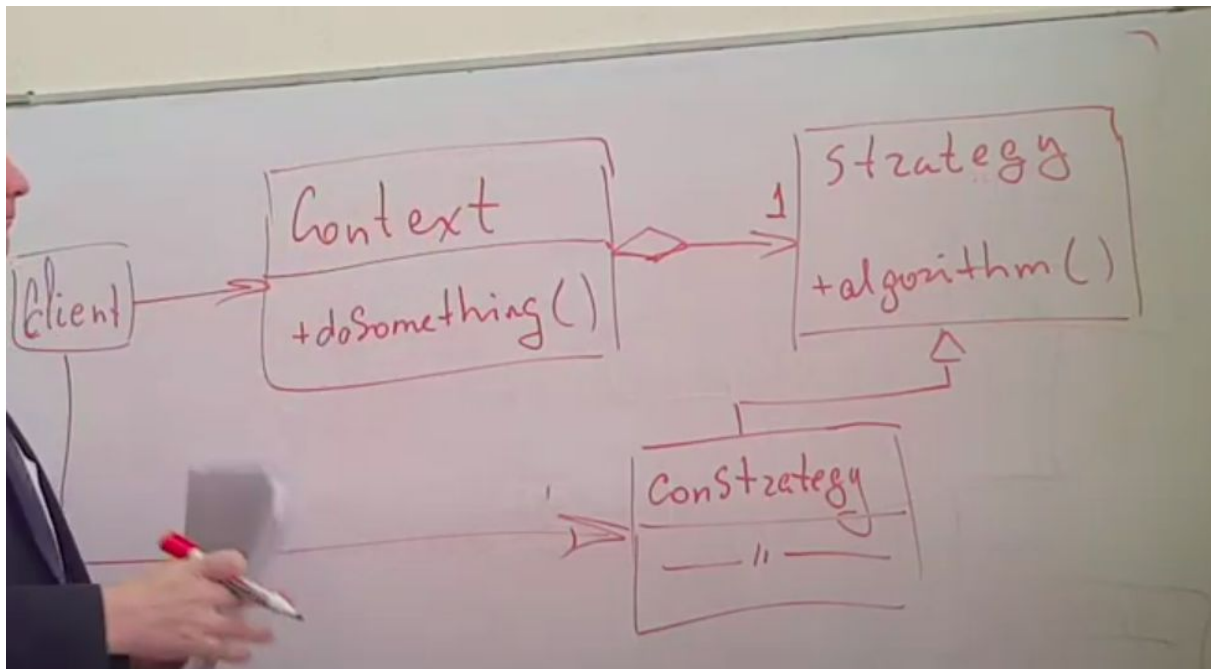 Client
Context
+doSomething()
1
Strategy
+algorithm()
ConStrategy
— " —